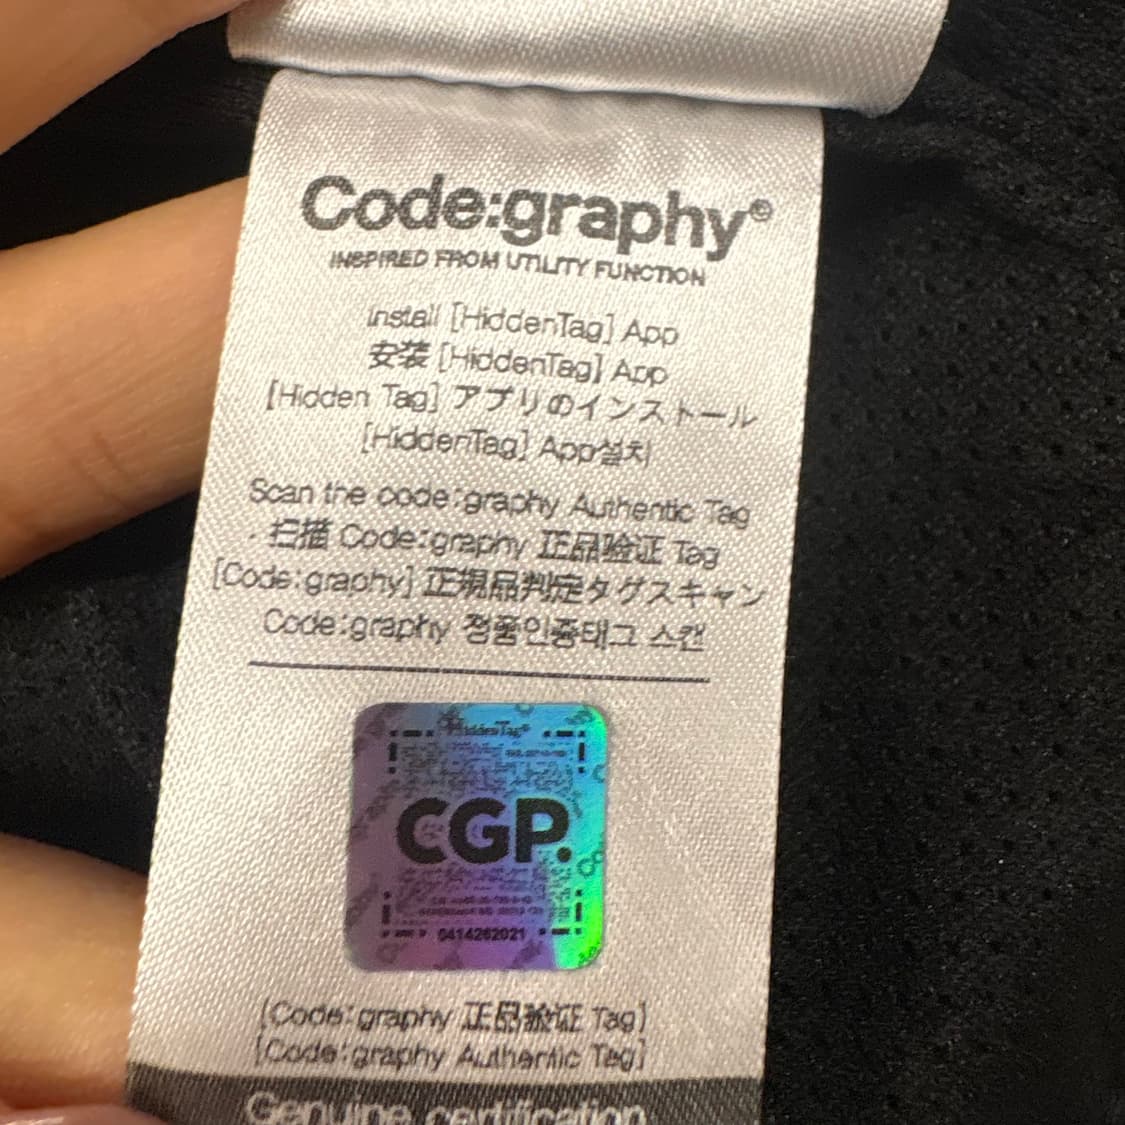 Code:graphy®
INSPIRED FROM UTILITY FUNCTION
Install [HiddenTag] App
安装 [HiddenTag] App
[Hidden Tag] アプリのインストール
[HiddenTag] App설치
Scan the code:graphy Authentic Tag
扫描 Code:graphy 正品验证 Tag
[Code:graphy] 正規品判定タグスキャン
Code:graphy 정품인증태그 스캔
HiddenTag®
CGP.
0414262021
[Code:graphy 正品验证 Tag]
[Code:graphy Authentic Tag]
Genuine certification